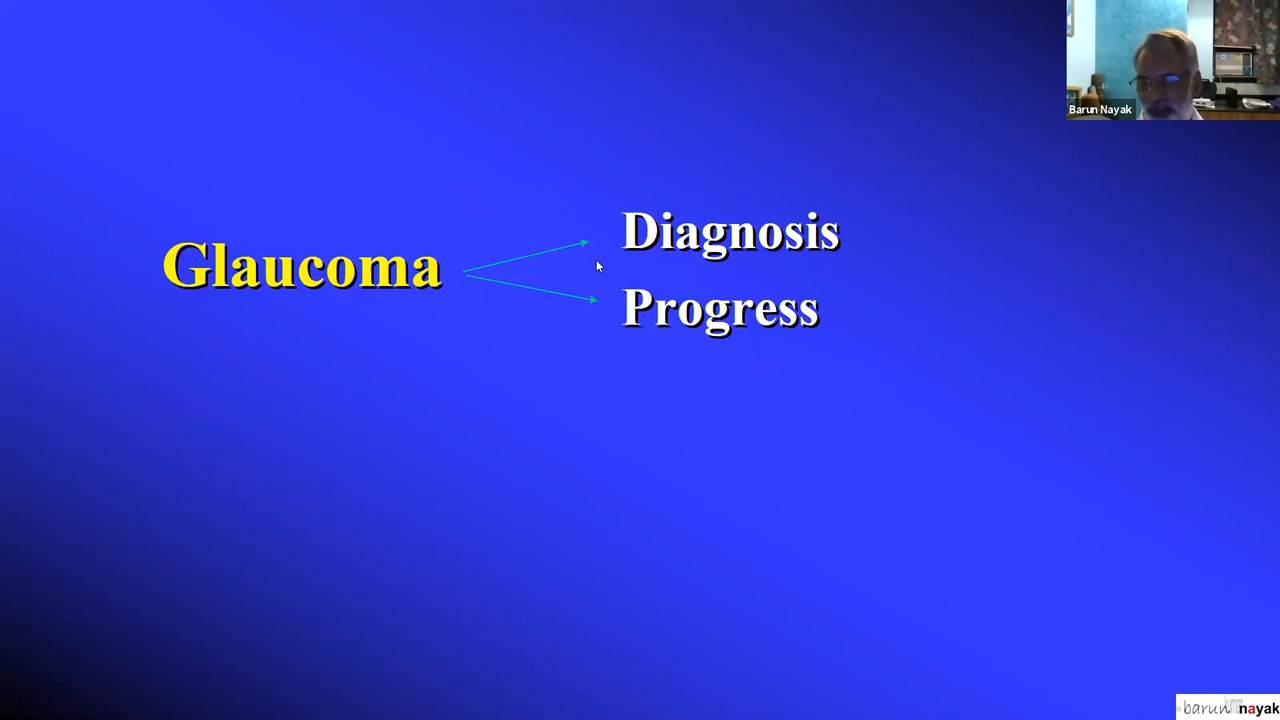 Barun Nayak
Diagnosis
Glaucoma
Progress
barun nayak